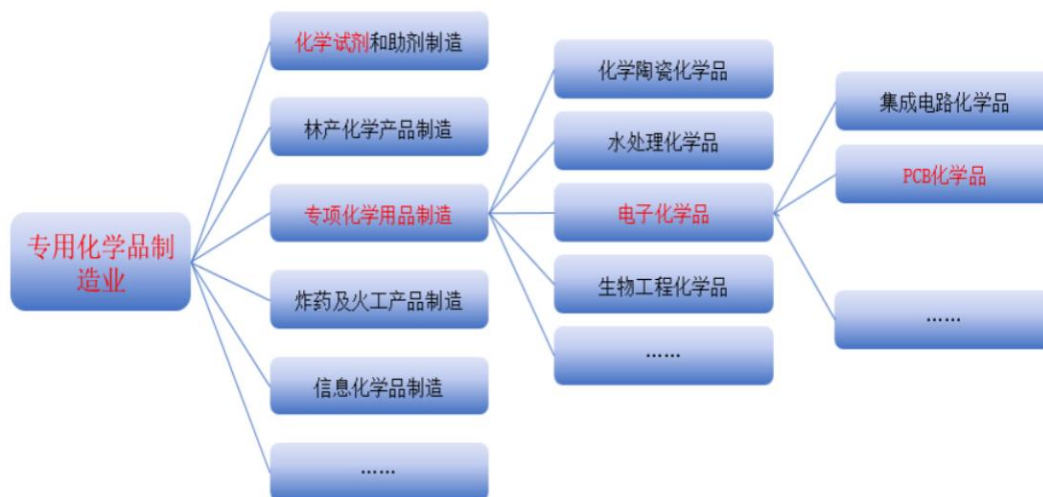 专用化学品制
造业
化学试剂和助剂制造
林产化学产品制造
专项化学用品制造
炸药及火工产品制造
信息化学品制造
……
化学陶瓷化学品
水处理化学品
电子化学品
生物工程化学品
……
集成电路化学品
PCB化学品
……